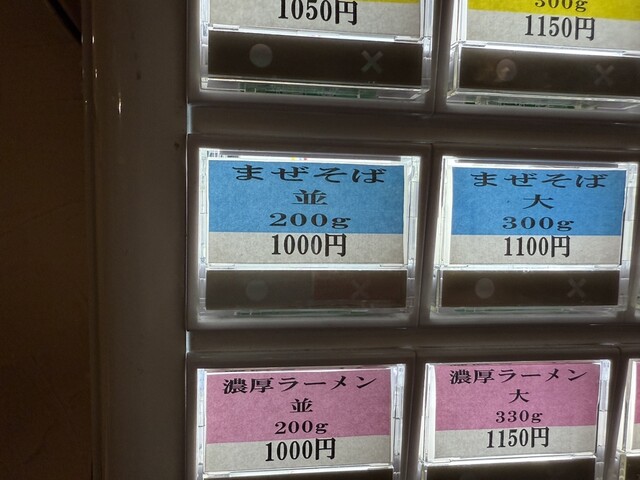 1050円
300g
1150円
まぜそば
並
200g
1000円
まぜそば
大
300g
1100円
濃厚ラーメン
並
200g
1000円
濃厚ラーメン
大
330g
1150円